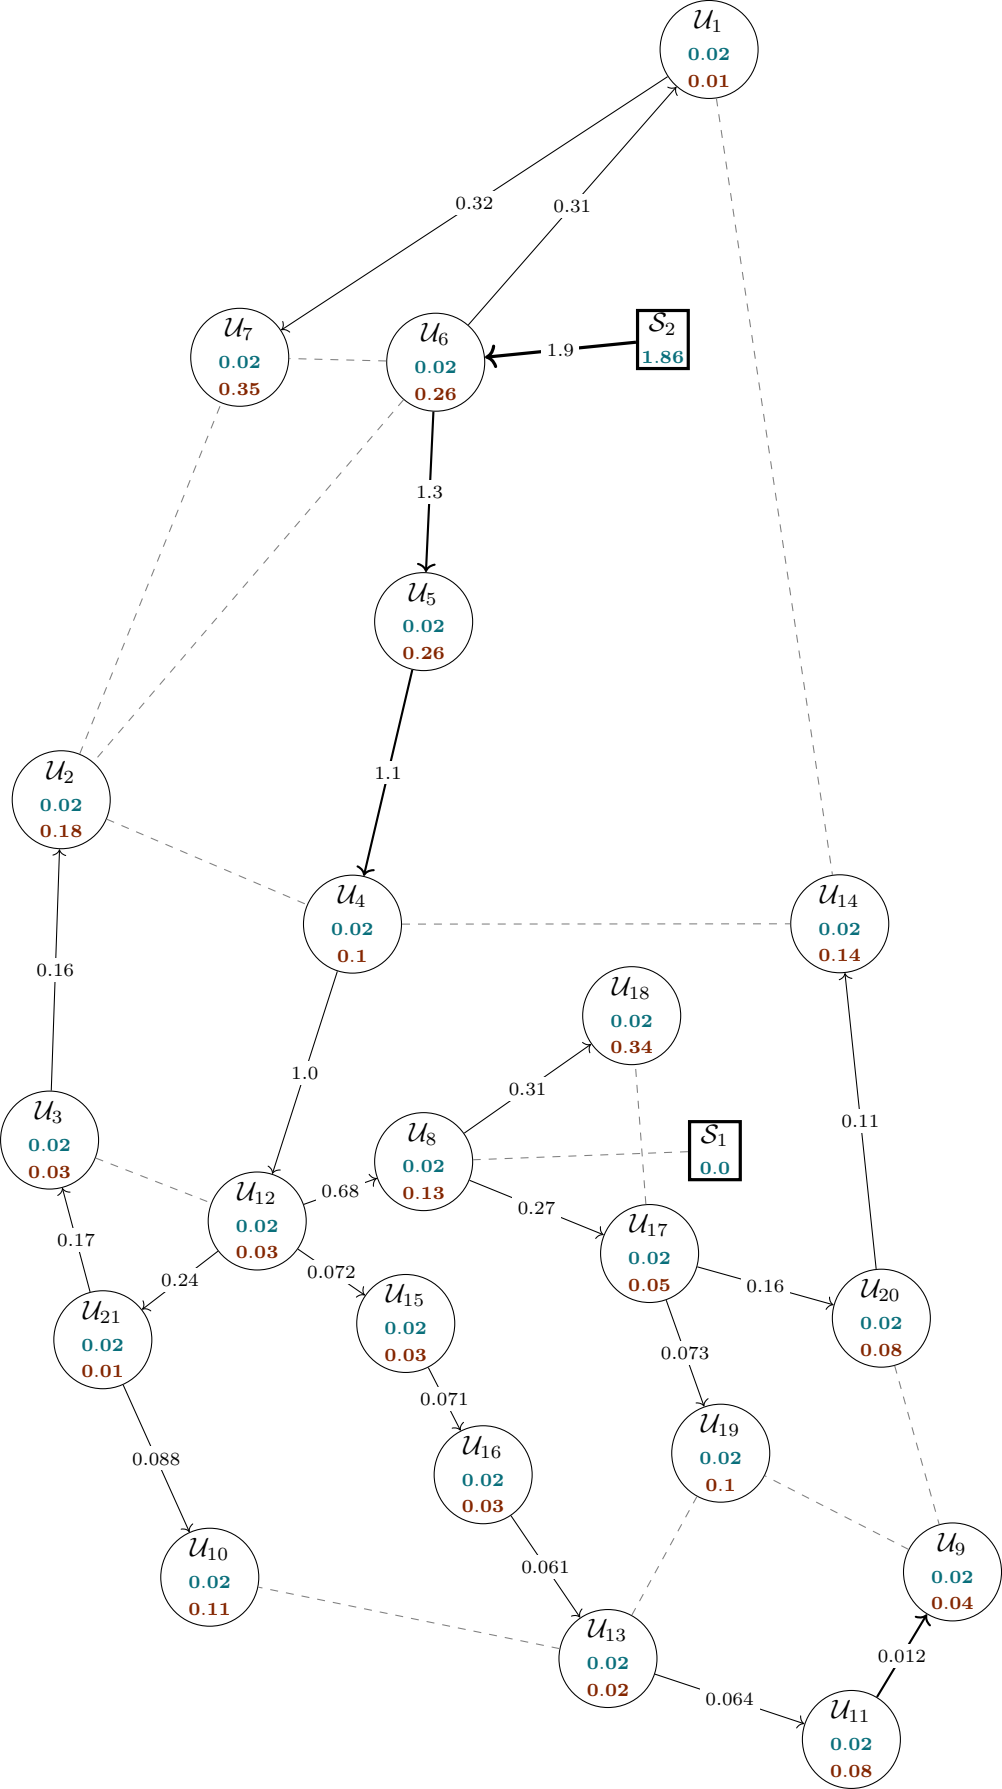 𝒰₁
0.02
0.01
0.32
0.31
𝒰₇
0.02
0.35
𝒰₆
0.02
0.26
1.9
𝒮₂
1.86
1.3
𝒰₅
0.02
0.26
1.1
𝒰₂
0.02
0.18
𝒰₄
0.02
0.1
𝒰₁₄
0.02
0.14
0.16
𝒰₁₈
0.02
0.34
1.0
0.31
0.11
𝒰₃
0.02
0.03
𝒰₈
0.02
0.13
𝒮₁
0.0
𝒰₁₂
0.02
0.03
0.68
0.27
0.17
0.24
0.072
𝒰₁₇
0.02
0.05
0.16
𝒰₂₀
0.02
0.08
𝒰₂₁
0.02
0.01
𝒰₁₅
0.02
0.03
0.073
0.071
𝒰₁₉
0.02
0.1
0.088
𝒰₁₆
0.02
0.03
𝒰₁₀
0.02
0.11
0.061
𝒰₉
0.02
0.04
𝒰₁₃
0.02
0.02
0.012
0.064
𝒰₁₁
0.02
0.08